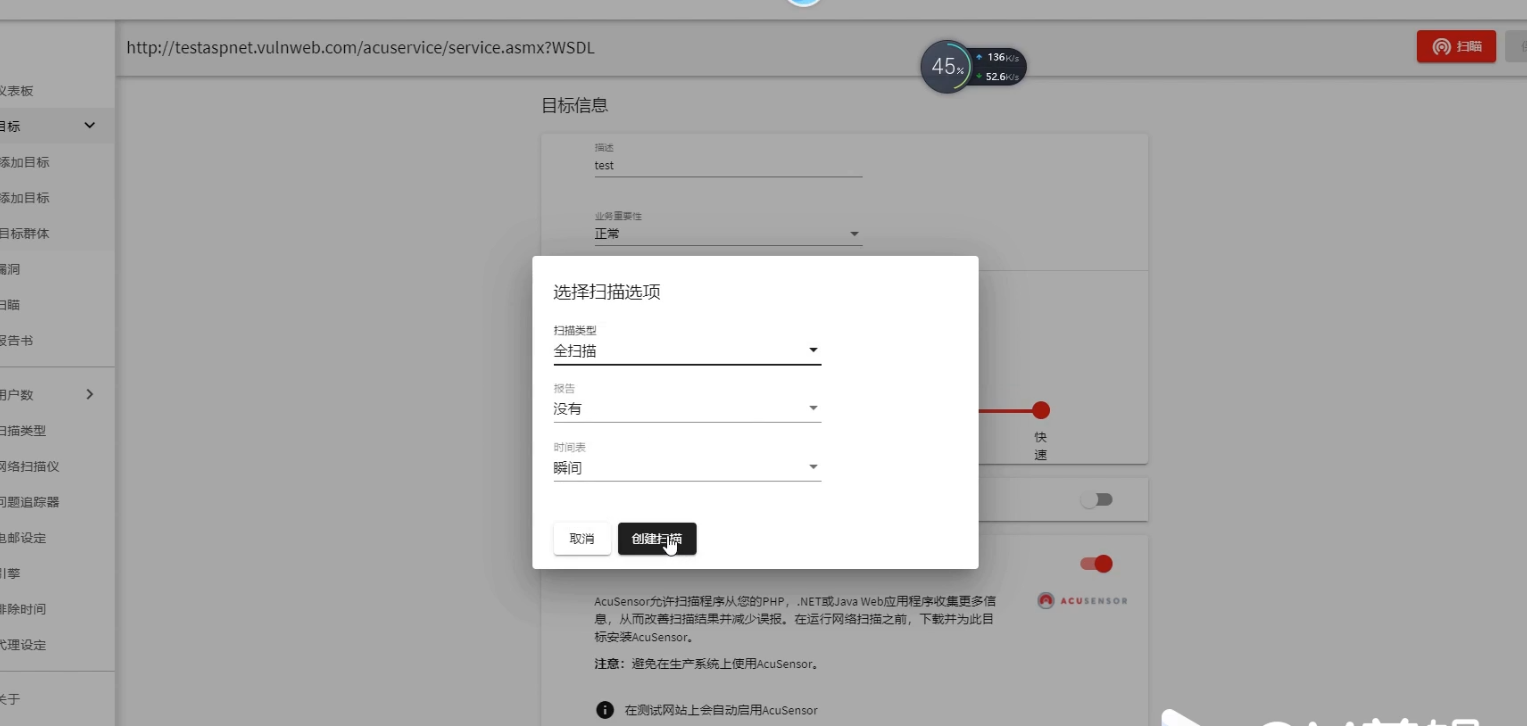 http://testaspnet.vulnweb.com/acuservice/service.asmx?WSDL
扫瞄
45%
136K/s
52.6K/s
仪表板
目标
添加目标
添加目标
目标群体
漏洞
扫瞄
报告书
用户数
扫描类型
网络扫描仪
问题追踪器
电邮设定
引擎
排除时间
代理设定
关于
目标信息
描述
test
业务重要性
正常
选择扫描选项
扫描类型
全扫描
报告
没有
时间表
瞬间
取消
创建扫描
快
速
AcuSensor允许扫描程序从您的PHP，.NET或Java Web应用程序收集更多信
息，从而改善扫描结果并减少误报。在运行网络扫描之前，下载并为此目
标安装AcuSensor。
ACUSENSOR
注意：避免在生产系统上使用AcuSensor。
在测试网站上会自动启用AcuSensor